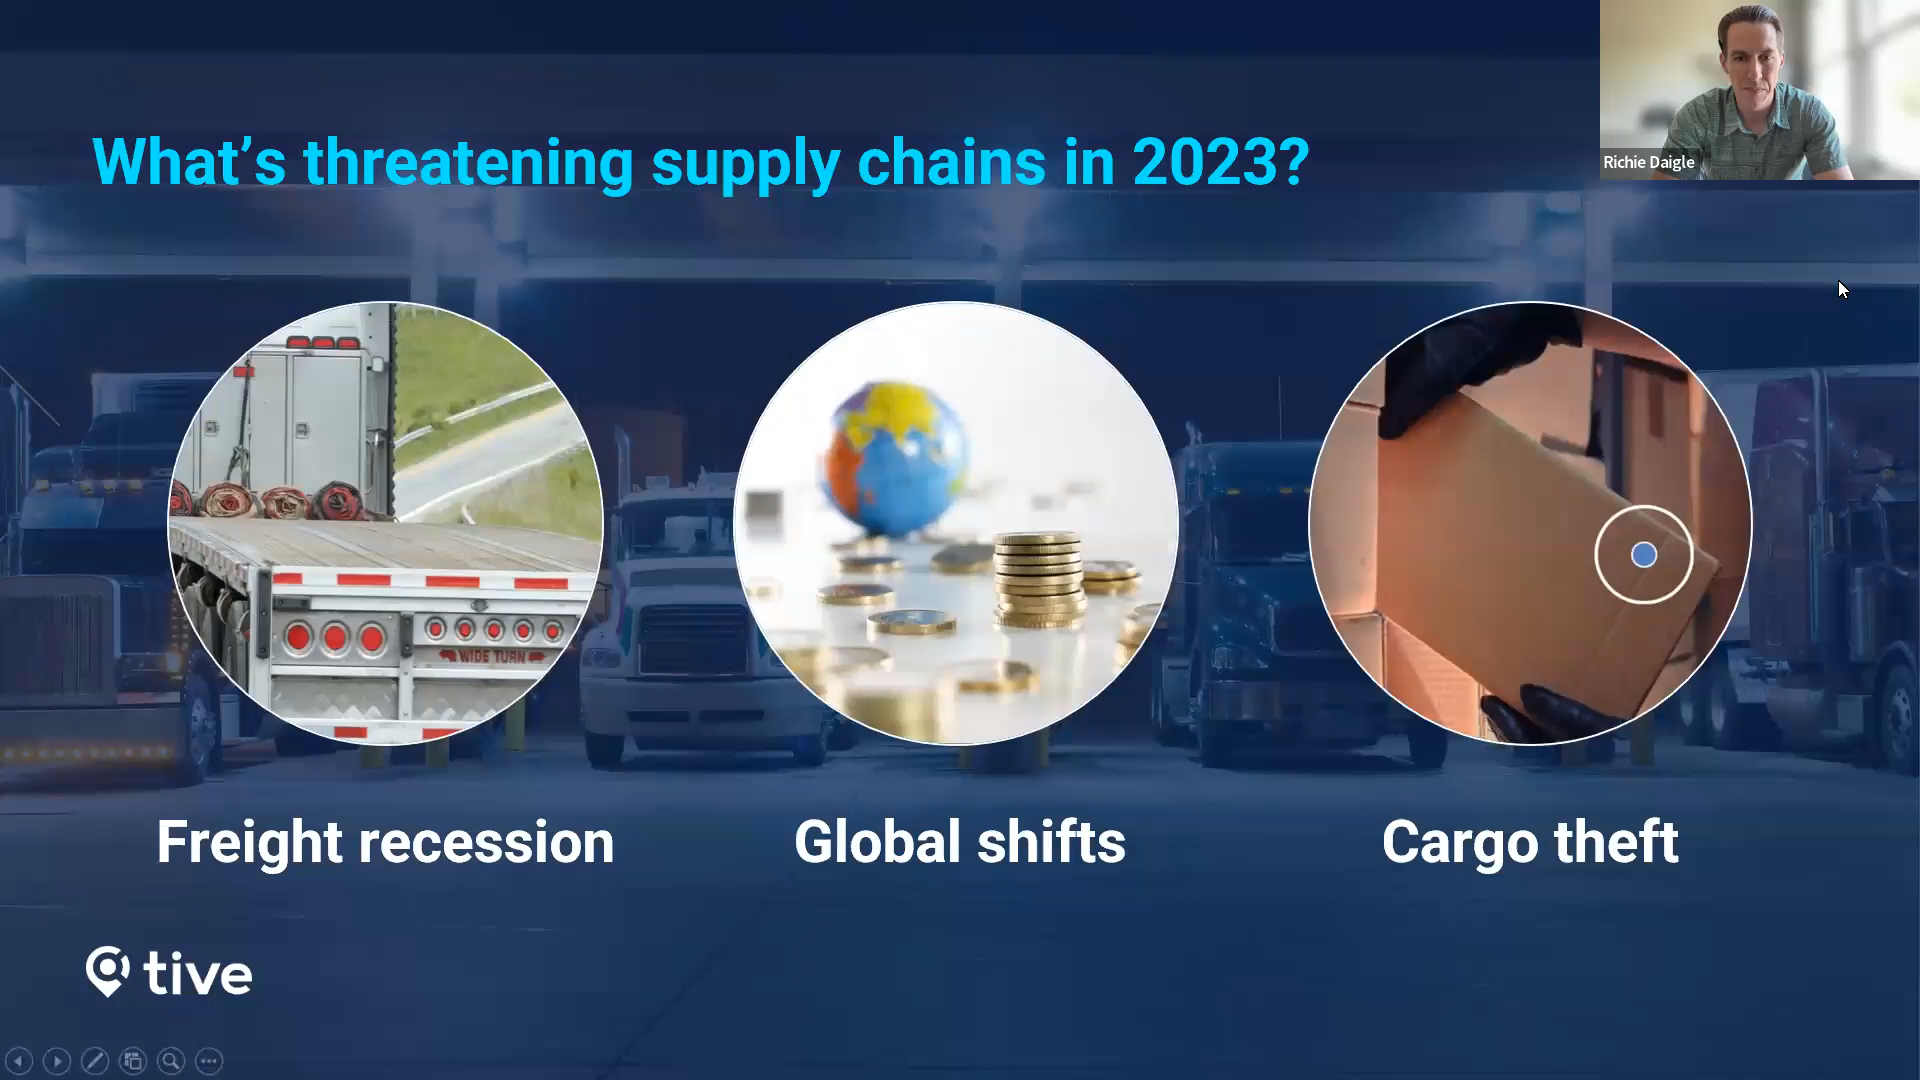 What’s threatening supply chains in 2023?
Richie Daigle
WIDE TURN
Freight recession
Global shifts
Cargo theft
tive